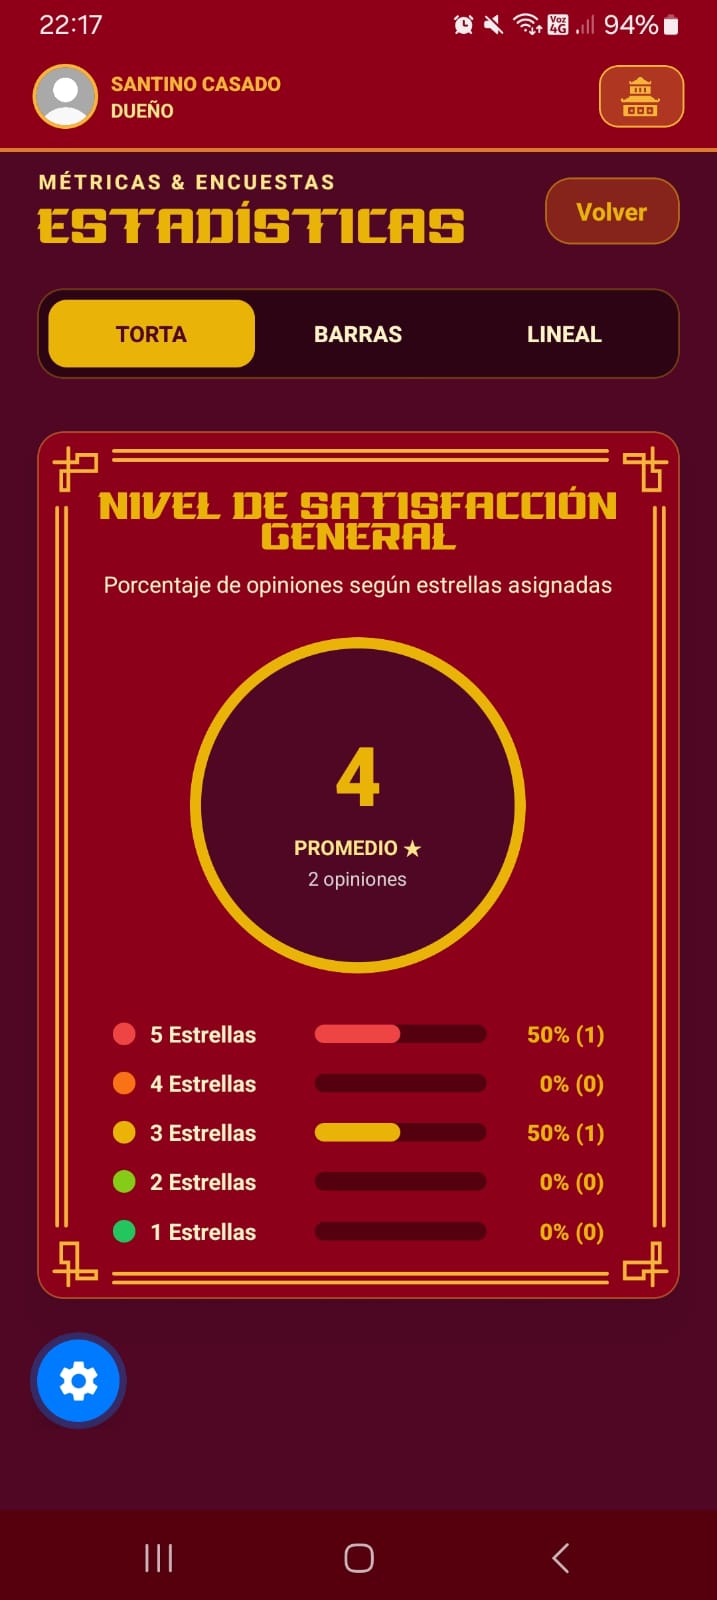 22:17
Voz 4G 94%
SANTINO CASADO
DUEÑO
MÉTRICAS & ENCUESTAS
ESTADÍSTICAS
Volver
TORTA BARRAS LINEAL
NIVEL DE SATISFACCIÓN
GENERAL
Porcentaje de opiniones según estrellas asignadas
4
PROMEDIO ★
2 opiniones
5 Estrellas 50% (1)
4 Estrellas 0% (0)
3 Estrellas 50% (1)
2 Estrellas 0% (0)
1 Estrellas 0% (0)